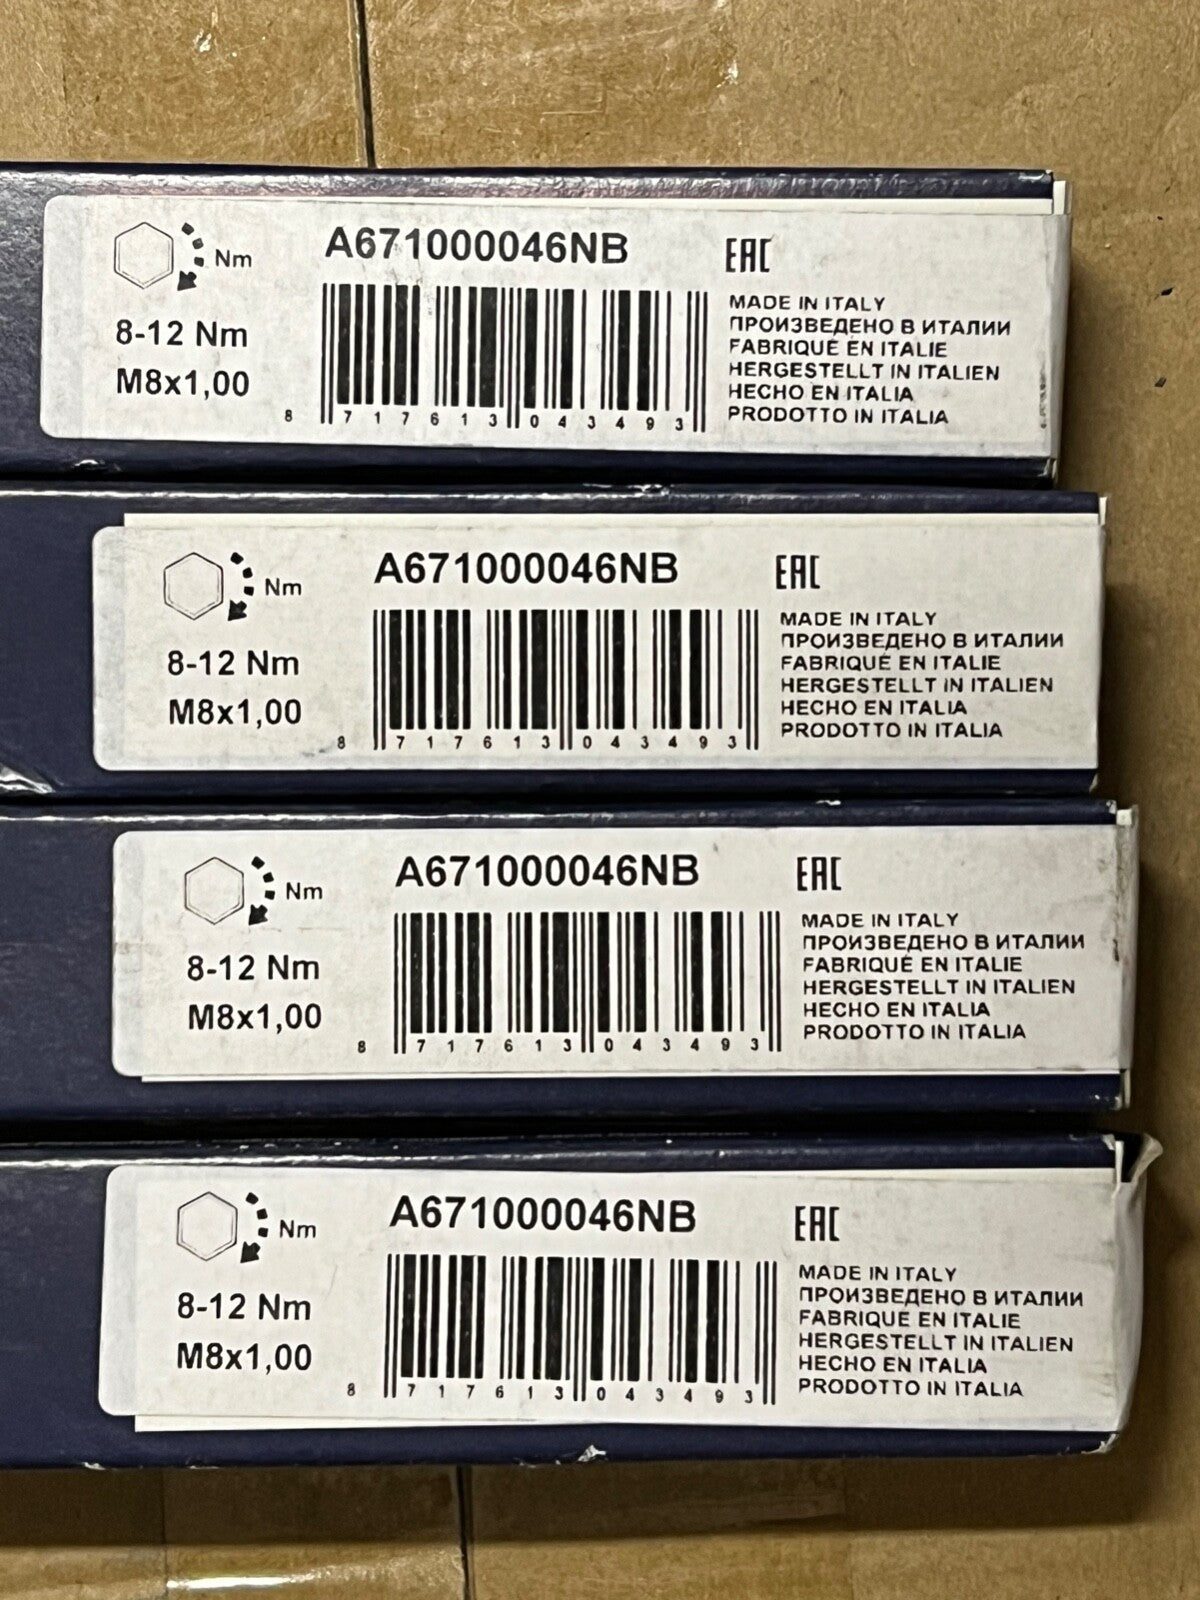 Nm
8-12 Nm
M8x1,00
A671000046NB
8 717613 043493
EAC
MADE IN ITALY
ПРОИЗВЕДЕНО В ИТАЛИИ
FABRIQUÉ EN ITALIE
HERGESTELLT IN ITALIEN
HECHO EN ITALIA
PRODOTTO IN ITALIA
Nm
8-12 Nm
M8x1,00
A671000046NB
8 717613 043493
EAC
MADE IN ITALY
ПРОИЗВЕДЕНО В ИТАЛИИ
FABRIQUÉ EN ITALIE
HERGESTELLT IN ITALIEN
HECHO EN ITALIA
PRODOTTO IN ITALIA
Nm
8-12 Nm
M8x1,00
A671000046NB
8 717613 043493
EAC
MADE IN ITALY
ПРОИЗВЕДЕНО В ИТАЛИИ
FABRIQUÉ EN ITALIE
HERGESTELLT IN ITALIEN
HECHO EN ITALIA
PRODOTTO IN ITALIA
Nm
8-12 Nm
M8x1,00
A671000046NB
8 717613 043493
EAC
MADE IN ITALY
ПРОИЗВЕДЕНО В ИТАЛИИ
FABRIQUÉ EN ITALIE
HERGESTELLT IN ITALIEN
HECHO EN ITALIA
PRODOTTO IN ITALIA